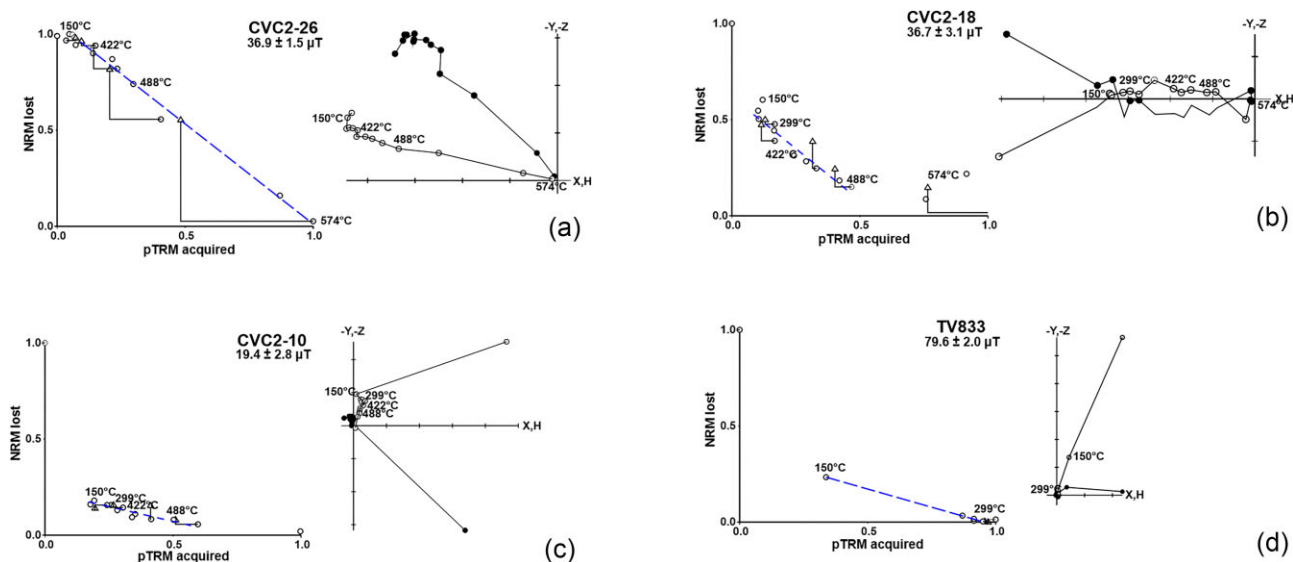 CVC2-26
36.9 ± 1.5 µT
NRM lost
1.0
0.5
0.0
150°C
422°C
488°C
574°C
0.0
0.5
1.0
pTRM acquired
-Y,-Z
150°C
422°C
488°C
574°C
X,H
(a)
CVC2-18
36.7 ± 3.1 µT
NRM lost
1.0
0.5
0.0
150°C
299°C
422°C
488°C
574°C
0.0
0.5
1.0
pTRM acquired
-Y,-Z
150°C
299°C
422°C
488°C
574°C
X,H
(b)
CVC2-10
19.4 ± 2.8 µT
NRM lost
1.0
0.5
0.0
150°C
299°C
422°C
488°C
0.0
0.5
1.0
pTRM acquired
-Y,-Z
150°C
299°C
422°C
488°C
X,H
(c)
TV833
79.6 ± 2.0 µT
NRM lost
1.0
0.5
0.0
150°C
299°C
0.0
0.5
1.0
pTRM acquired
-Y,-Z
150°C
299°C
X,H
(d)